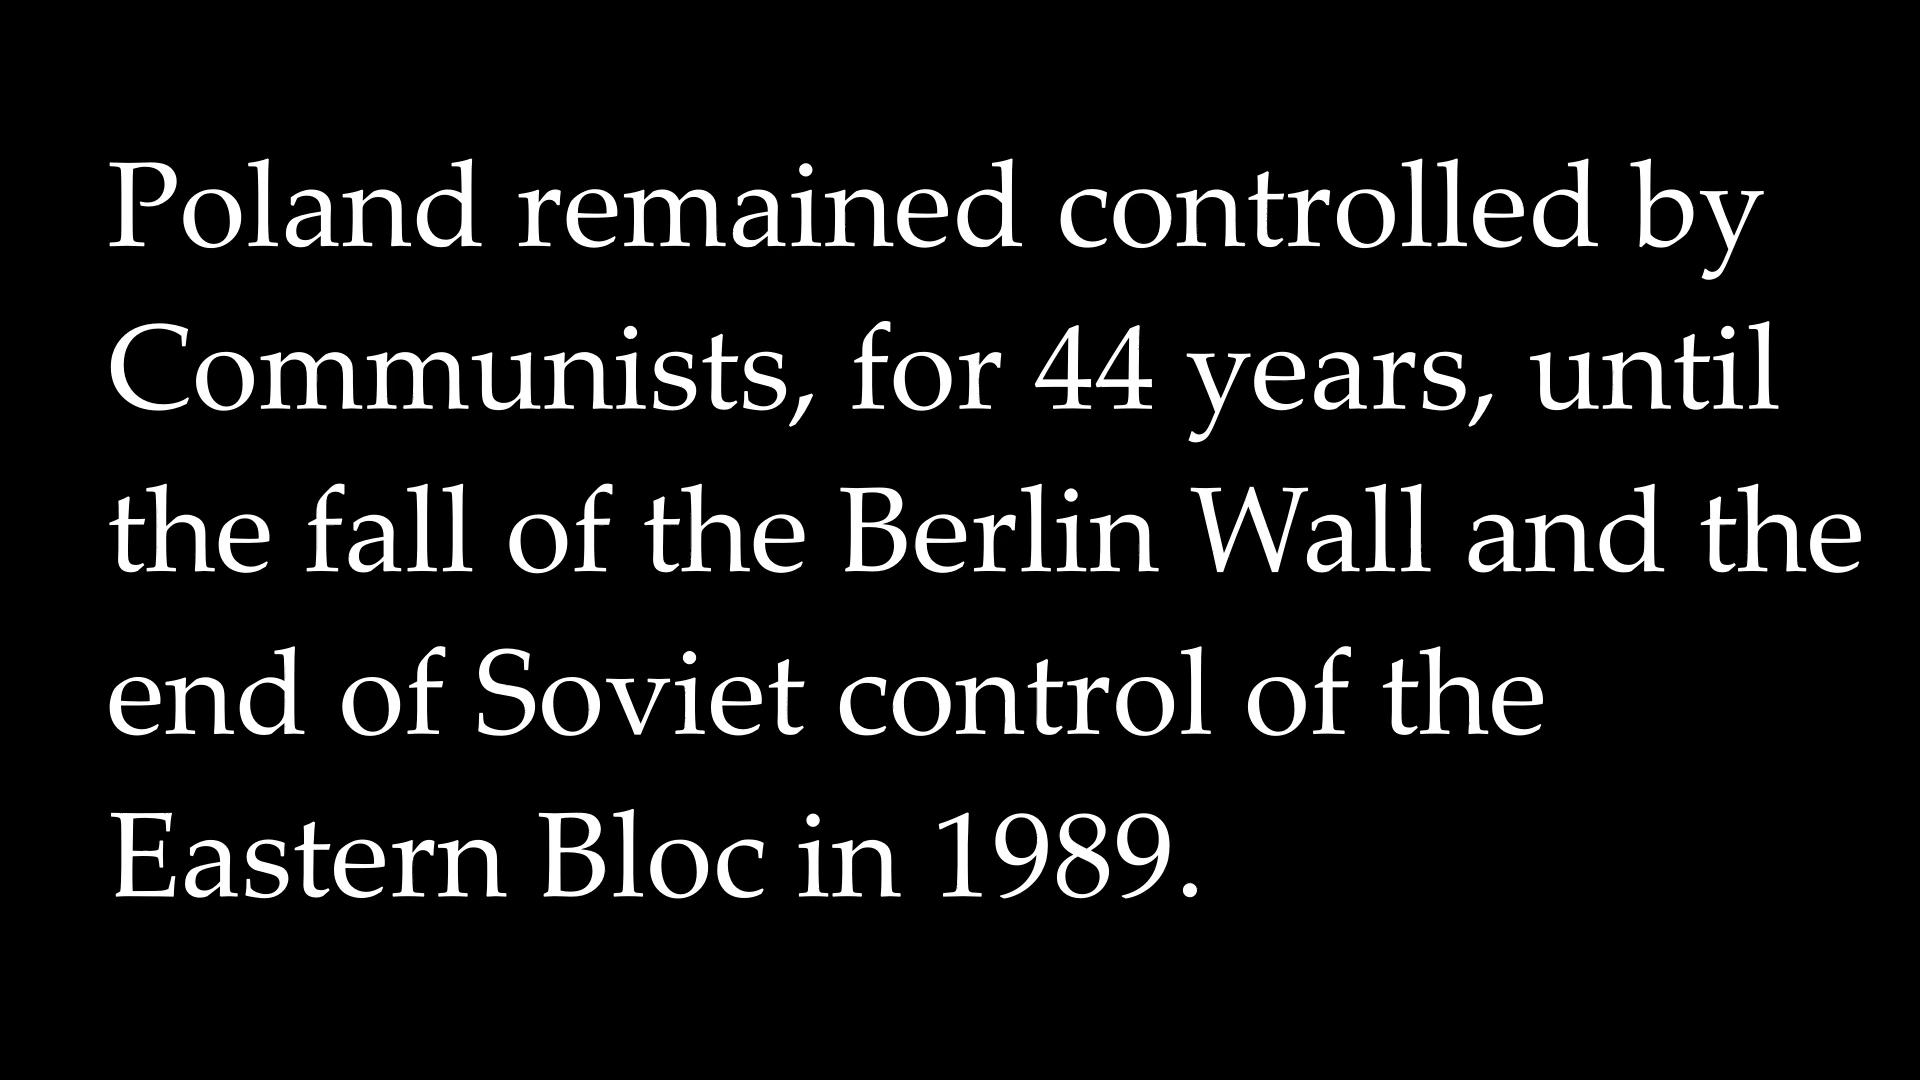 Poland remained controlled by
Communists, for 44 years, until
the fall of the Berlin Wall and the
end of Soviet control of the
Eastern Bloc in 1989.